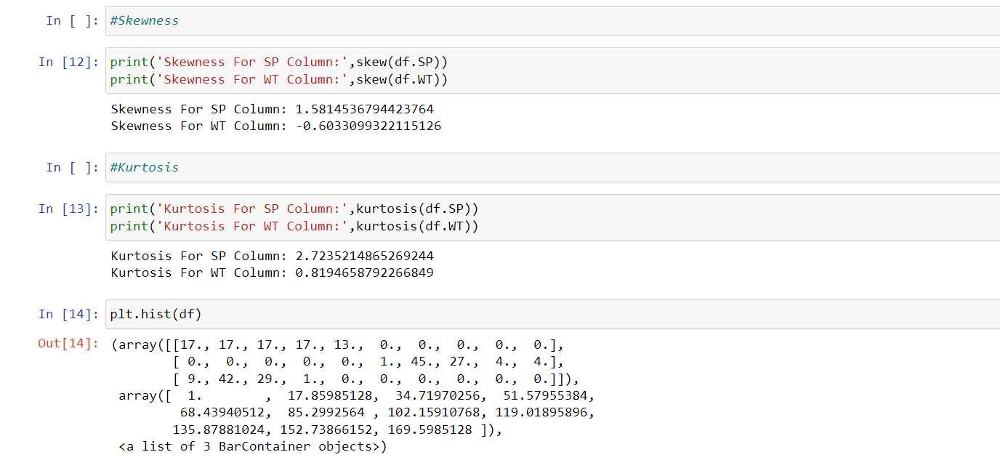 In [ ]: #Skewness
In [12]: print('Skewness For SP Column:',skew(df.SP))
print('Skewness For WT Column:',skew(df.WT))
Skewness For SP Column: 1.5814536794423764
Skewness For WT Column: -0.6033099322115126
In [ ]: #Kurtosis
In [13]: print('Kurtosis For SP Column:',kurtosis(df.SP))
print('Kurtosis For WT Column:',kurtosis(df.WT))
Kurtosis For SP Column: 2.7235214865269244
Kurtosis For WT Column: 0.8194658792266849
In [14]: plt.hist(df)
Out[14]: (array([[17., 17., 17., 17., 13.,  0.,  0.,  0.,  0.,  0.],
[ 0.,  0.,  0.,  0.,  0.,  1., 45., 27.,  4.,  4.],
[ 9., 42., 29.,  1.,  0.,  0.,  0.,  0.,  0.,  0.]]),
array([  1.        ,  17.85985128,  34.71970256,  51.57955384,
68.43940512,  85.2992564 , 102.15910768, 119.01895896,
135.87881024, 152.73866152, 169.5985128 ]),
<a list of 3 BarContainer objects>)